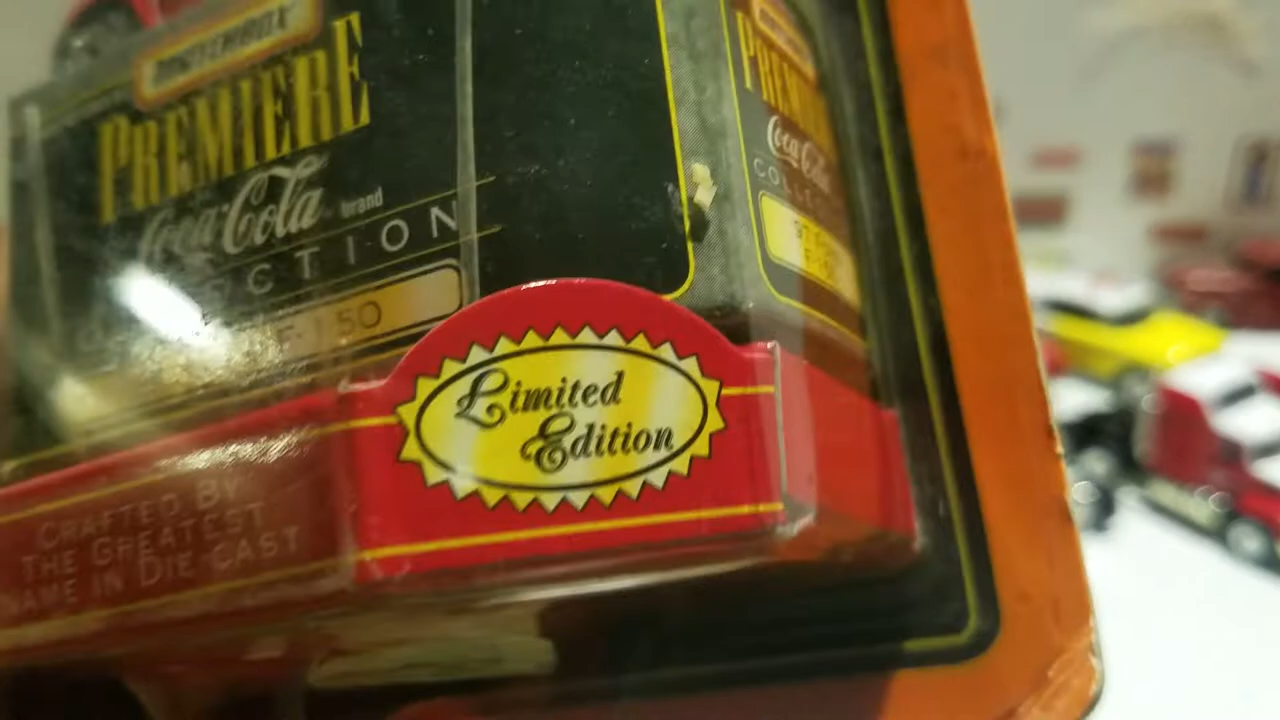 MATCHBOX
PREMIERE
Coca-Cola brand
COLLECTION
F-150
Limited
Edition
CRAFTED BY
THE GREATEST
NAME IN DIE CAST
PREMIERE
Coca-Cola